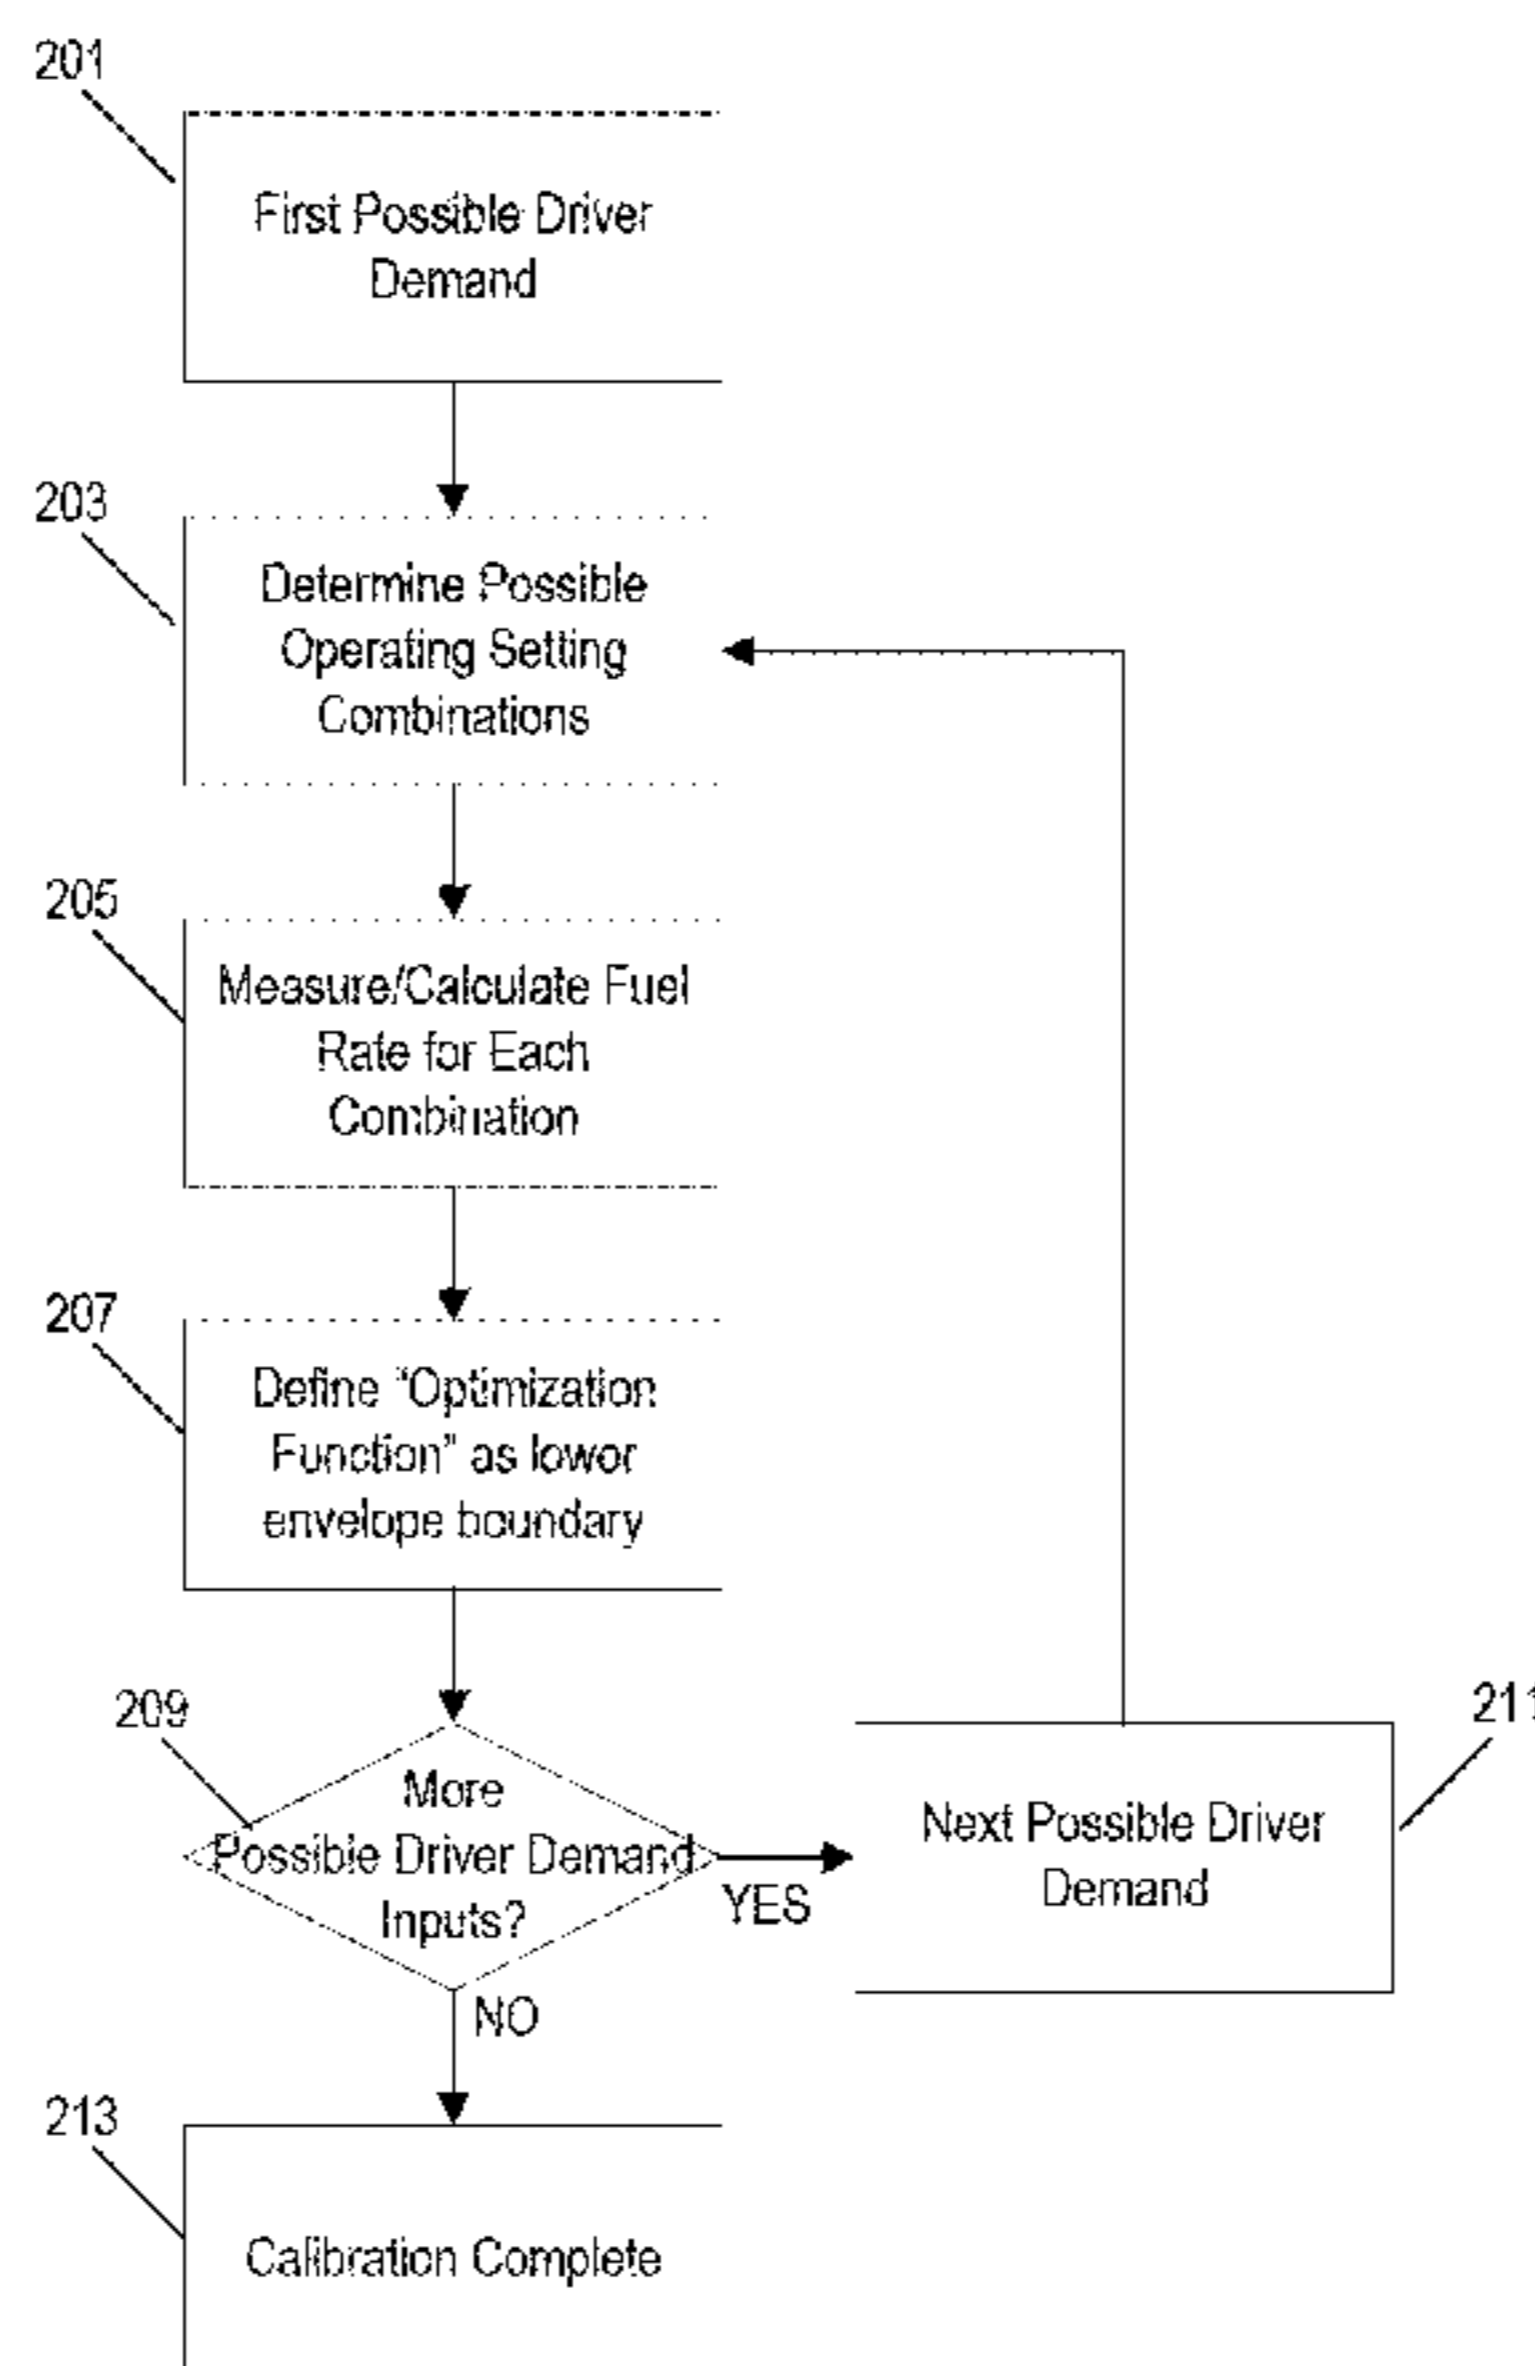 201
First Possible Driver
Demand
203
Determine Possible
Operating Setting
Combinations
205
Measure/Calculate Fuel
Rate for Each
Combination
207
Define "Optimization
Function" as lower
envelope boundary
209
More
Possible Driver Demand
Inputs?
YES
211
Next Possible Driver
Demand
NO
213
Calibration Complete